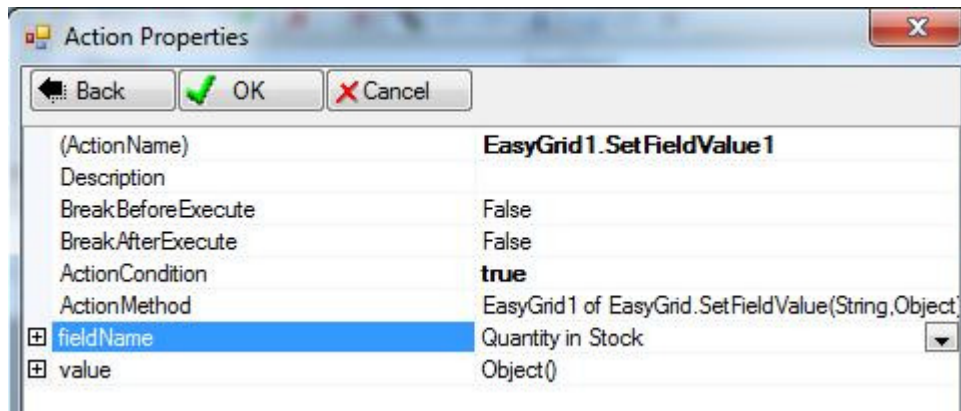 Action Properties
Back OK Cancel
(ActionName) EasyGrid1.SetFieldValue1
Description
BreakBeforeExecute False
BreakAfterExecute False
ActionCondition true
ActionMethod EasyGrid1 of EasyGrid.SetFieldValue(String,Object)
fieldName Quantity in Stock
value Object()